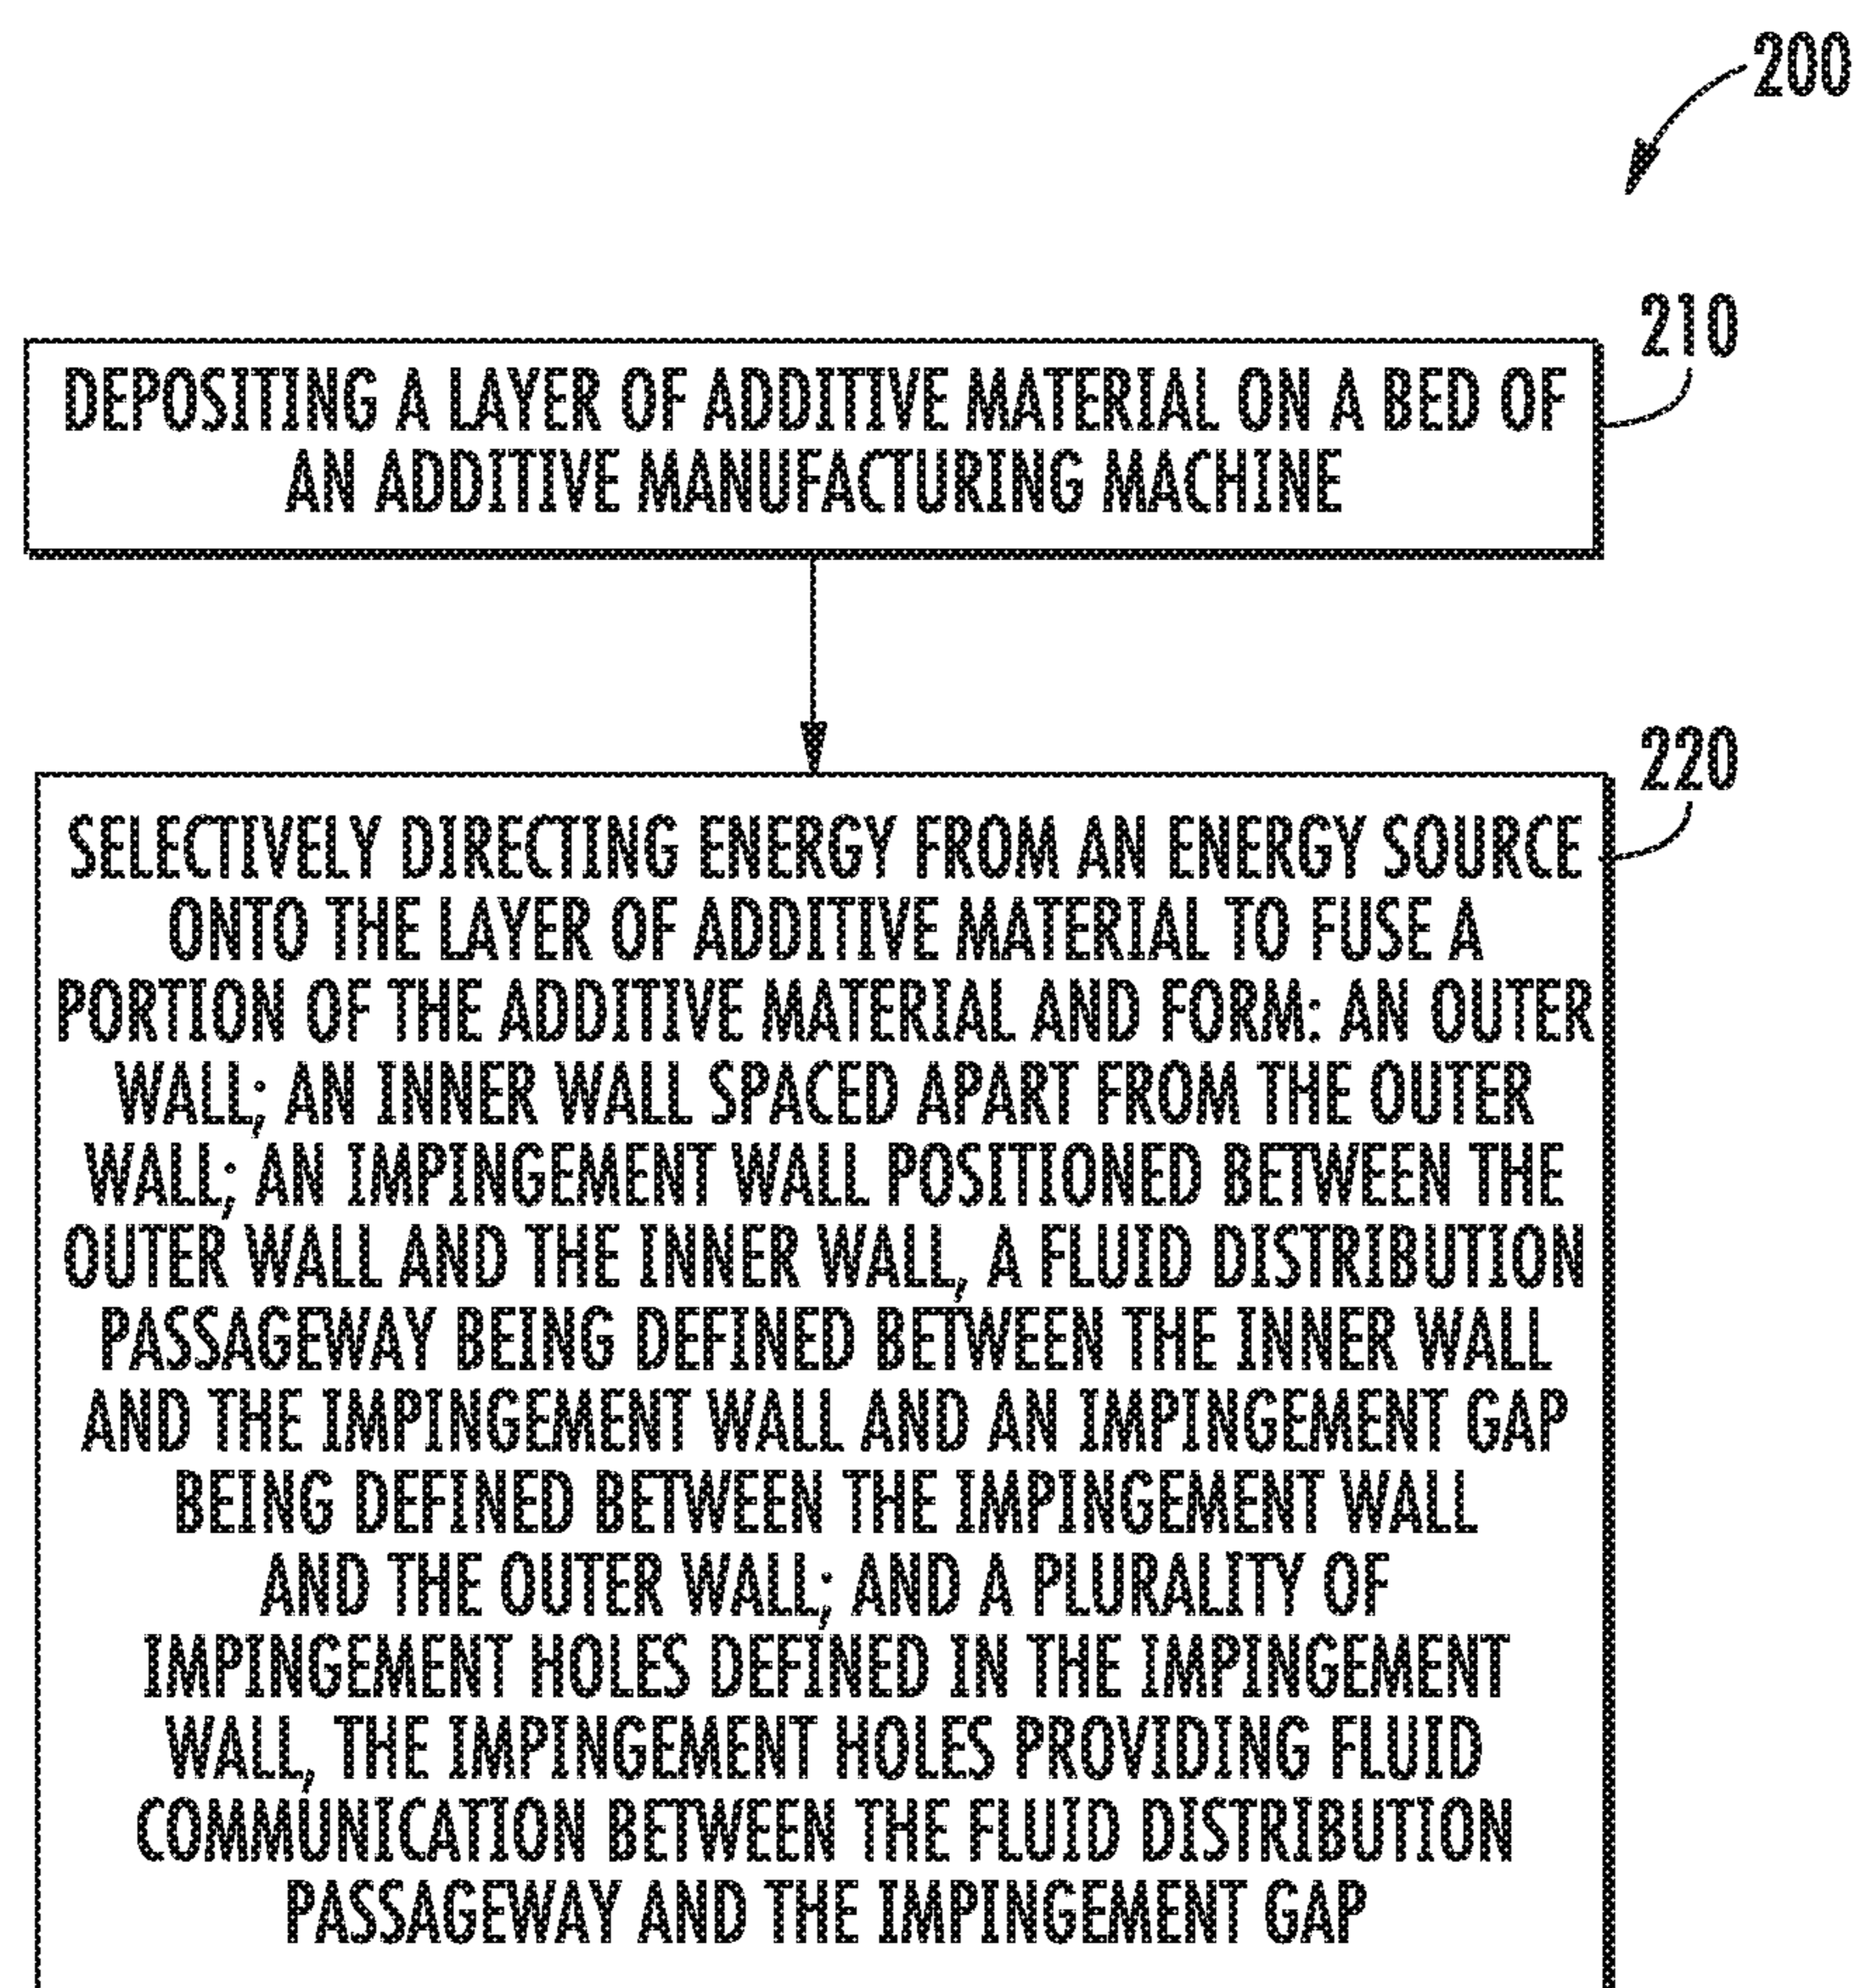 200
210
DEPOSITING A LAYER OF ADDITIVE MATERIAL ON A BED OF
AN ADDITIVE MANUFACTURING MACHINE
220
SELECTIVELY DIRECTING ENERGY FROM AN ENERGY SOURCE
ONTO THE LAYER OF ADDITIVE MATERIAL TO FUSE A
PORTION OF THE ADDITIVE MATERIAL AND FORM: AN OUTER
WALL; AN INNER WALL SPACED APART FROM THE OUTER
WALL; AN IMPINGEMENT WALL POSITIONED BETWEEN THE
OUTER WALL AND THE INNER WALL, A FLUID DISTRIBUTION
PASSAGEWAY BEING DEFINED BETWEEN THE INNER WALL
AND THE IMPINGEMENT WALL AND AN IMPINGEMENT GAP
BEING DEFINED BETWEEN THE IMPINGEMENT WALL
AND THE OUTER WALL; AND A PLURALITY OF
IMPINGEMENT HOLES DEFINED IN THE IMPINGEMENT
WALL, THE IMPINGEMENT HOLES PROVIDING FLUID
COMMUNICATION BETWEEN THE FLUID DISTRIBUTION
PASSAGEWAY AND THE IMPINGEMENT GAP